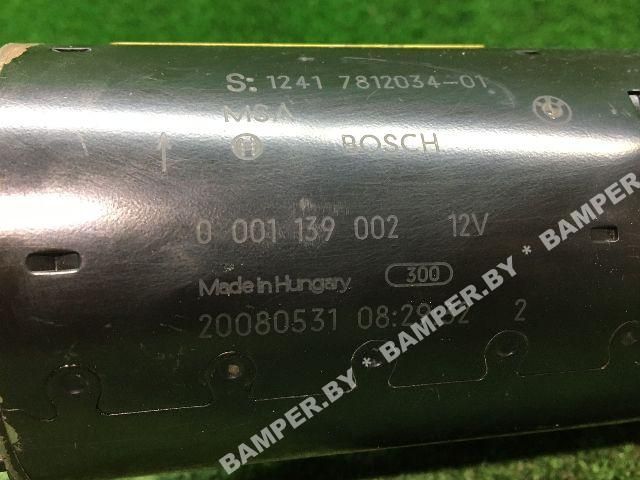 S: 1241 7812034-01
MSA
BOSCH
0 001 139 002 12V
Made in Hungary 300
20080531 08:29 2
BAMPER.BY * BAMPER.BY * BAMPER.BY